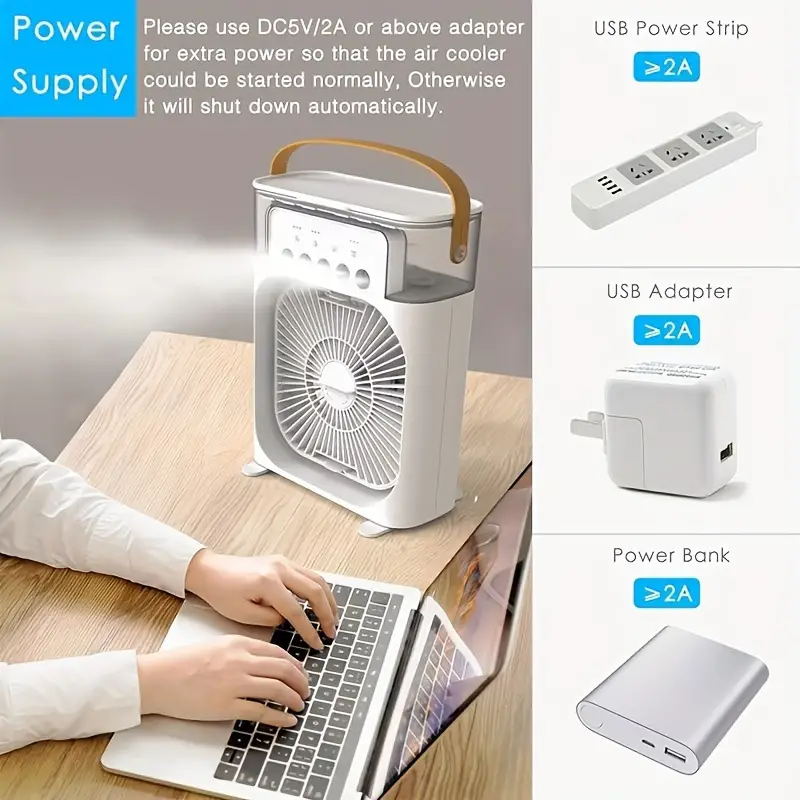 Power
Supply
Please use DC5V/2A or above adapter
for extra power so that the air cooler
could be started normally, Otherwise
it will shut down automatically.
USB Power Strip
⩾2A
USB Adapter
⩾2A
Power Bank
⩾2A